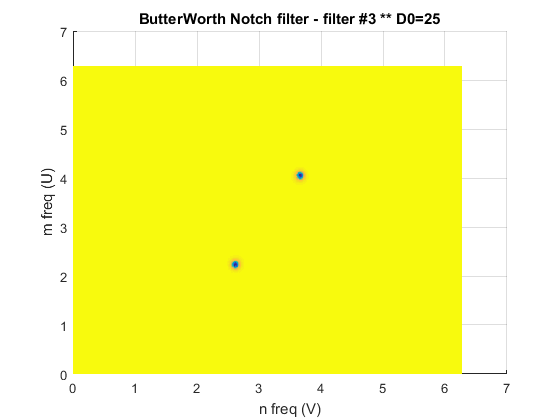 ButterWorth Notch filter - filter #3 ** D0=25
7
6
5
4
3
2
1
0
m freq (U)
0 1 2 3 4 5 6 7
n freq (V)